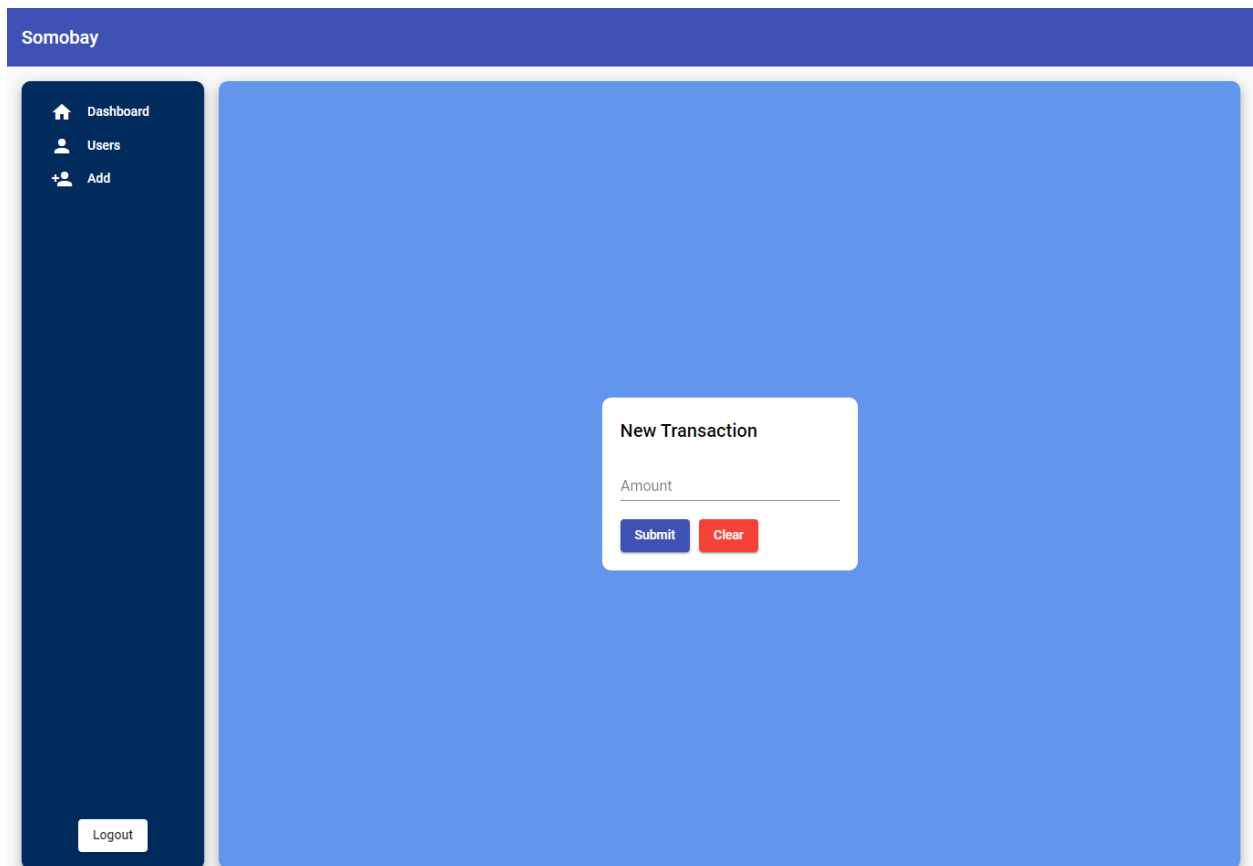 Somobay
Dashboard
Users
Add
New Transaction
Amount
Submit
Clear
Logout